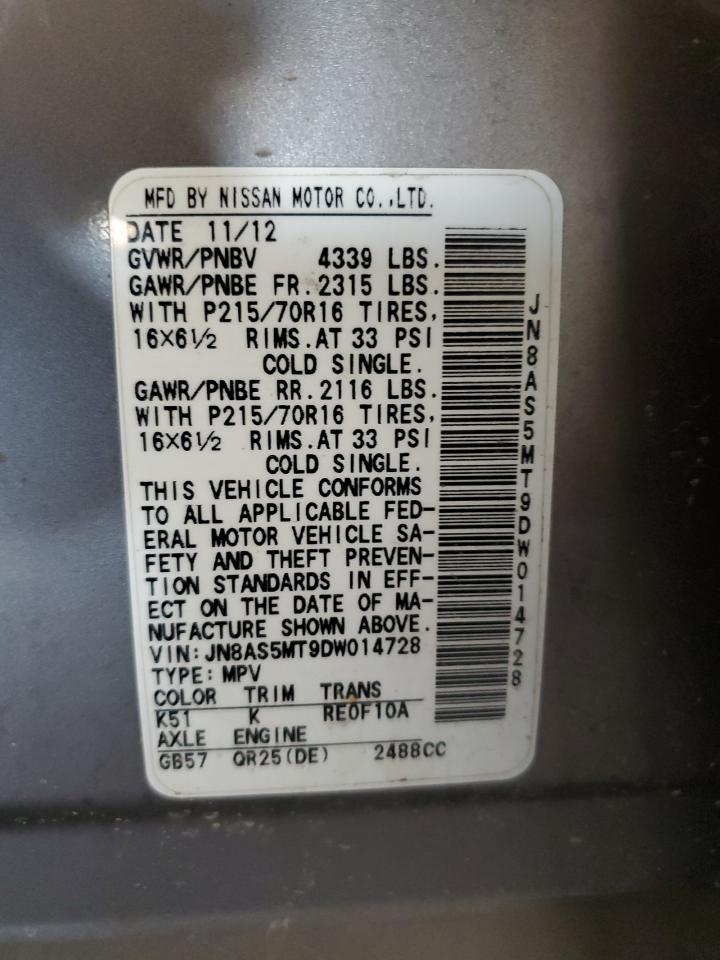 MFD BY NISSAN MOTOR CO.,LTD.
DATE 11/12
GVWR/PNBV 4339 LBS.
GAWR/PNBE FR.2315 LBS.
WITH P215/70R16 TIRES,
16×6½ RIMS.AT 33 PSI
COLD SINGLE.
GAWR/PNBE RR.2116 LBS.
WITH P215/70R16 TIRES,
16×6½ RIMS.AT 33 PSI
COLD SINGLE.
THIS VEHICLE CONFORMS
TO ALL APPLICABLE FED-
ERAL MOTOR VEHICLE SA-
FETY AND THEFT PREVEN-
TION STANDARDS IN EFF-
ECT ON THE DATE OF MA-
NUFACTURE SHOWN ABOVE.
VIN:JN8AS5MT9DW014728
TYPE:MPV
COLOR TRIM TRANS
K51 K RE0F10A
AXLE ENGINE
GB57 QR25(DE) 2488CC
JN8AS5MT9DW014728